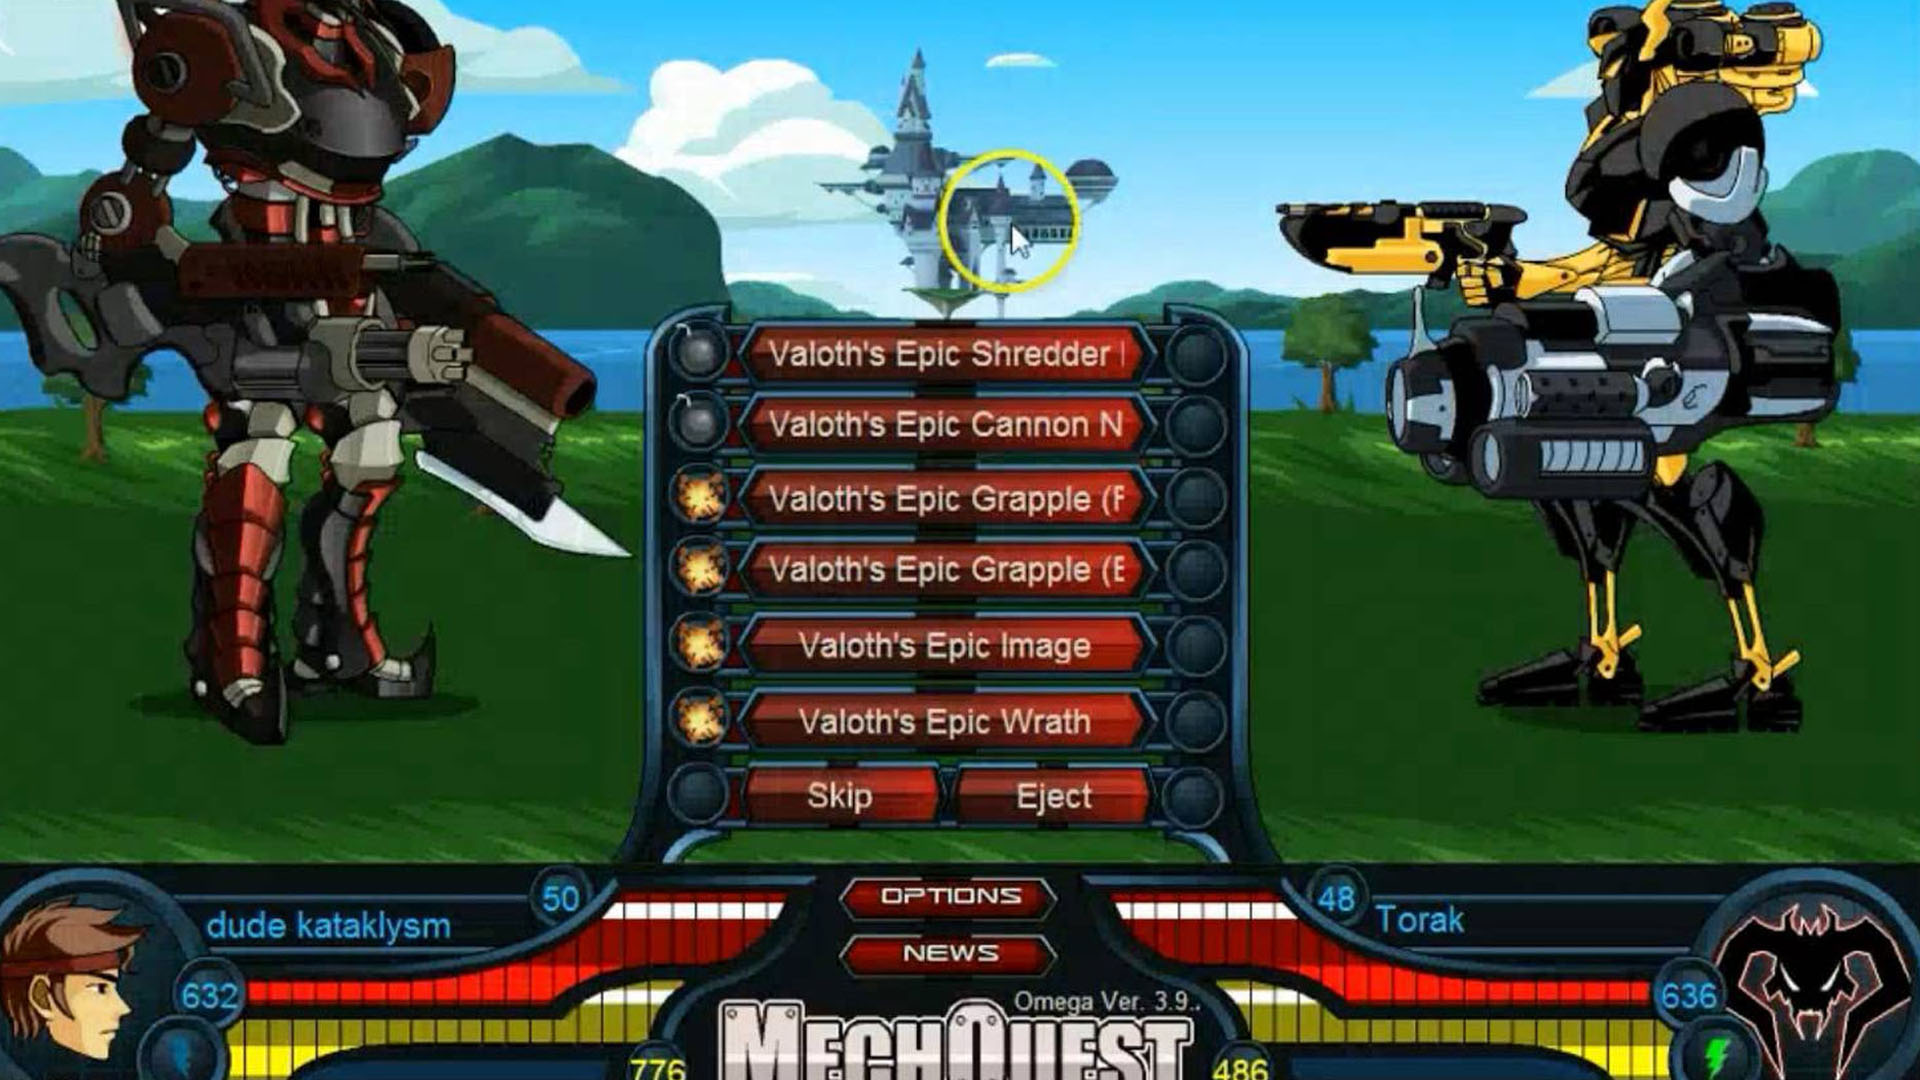 Valoth's Epic Shredder
Valoth's Epic Cannon N
Valoth's Epic Grapple (F
Valoth's Epic Grapple (E
Valoth's Epic Image
Valoth's Epic Wrath
Skip Eject
50 OPTIONS 48
dude kataklysm Torak
NEWS
632 636
Omega Ver. 3.9.
MECHQUEST
776 486